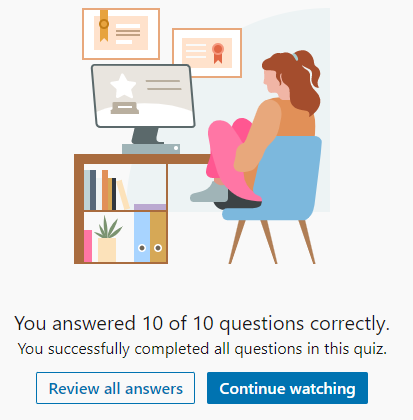 You answered 10 of 10 questions correctly.
You successfully completed all questions in this quiz.
Review all answers
Continue watching